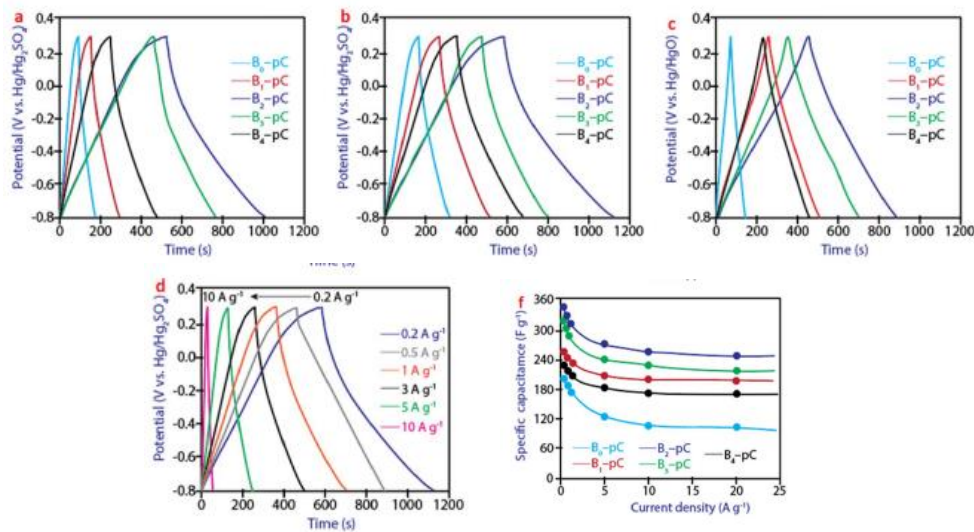 a
Potential (V vs. Hg/Hg₂SO₄)
0.4
0.0
-0.4
-0.6
-0.8
0 200 400 600 800 1000 1200
Time (s)
B₀–pC
B₁–pC
B₂–pC
B₃–pC
B₄–pC
b
Potential (V vs. Hg/Hg₂SO₄)
0.4
0.2
0.0
-0.2
-0.4
-0.6
-0.8
0 200 400 600 800 1000 1200
Time (s)
B₀–pC
B₁–pC
B₂–pC
B₃–pC
B₄–pC
c
Potential (V vs. Hg/HgO)
0.4
0.2
0.0
-0.2
-0.4
-0.6
-0.8
0 200 400 600 800 1000 1200
Time (s)
B₀–pC
B₁–pC
B₂–pC
B₃–pC
B₄–pC
d
Potential (V vs. Hg/Hg₂SO₄)
10 A g⁻¹ 0.2 A g⁻¹
0.4
0.2
0.0
-0.2
-0.4
-0.6
-0.8
0 200 400 600 800 1000 1200
Time (s)
0.2 A g⁻¹
0.5 A g⁻¹
1 A g⁻¹
3 A g⁻¹
5 A g⁻¹
10 A g⁻¹
f
Specific capacitamce (F g⁻¹)
360
300
240
180
120
60
0
0 5 10 15 20 25
Current density (A g⁻¹)
B₀–pC
B₁–pC
B₂–pC
B₃–pC
B₄–pC